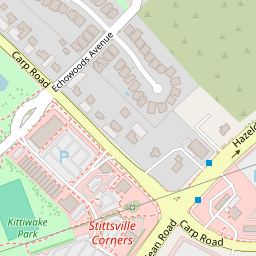 Echowoods Avenue
Carp Road
Hazeld
P
Kittiwake
Park
Stittsville
Corners
ean Road
Carp Road